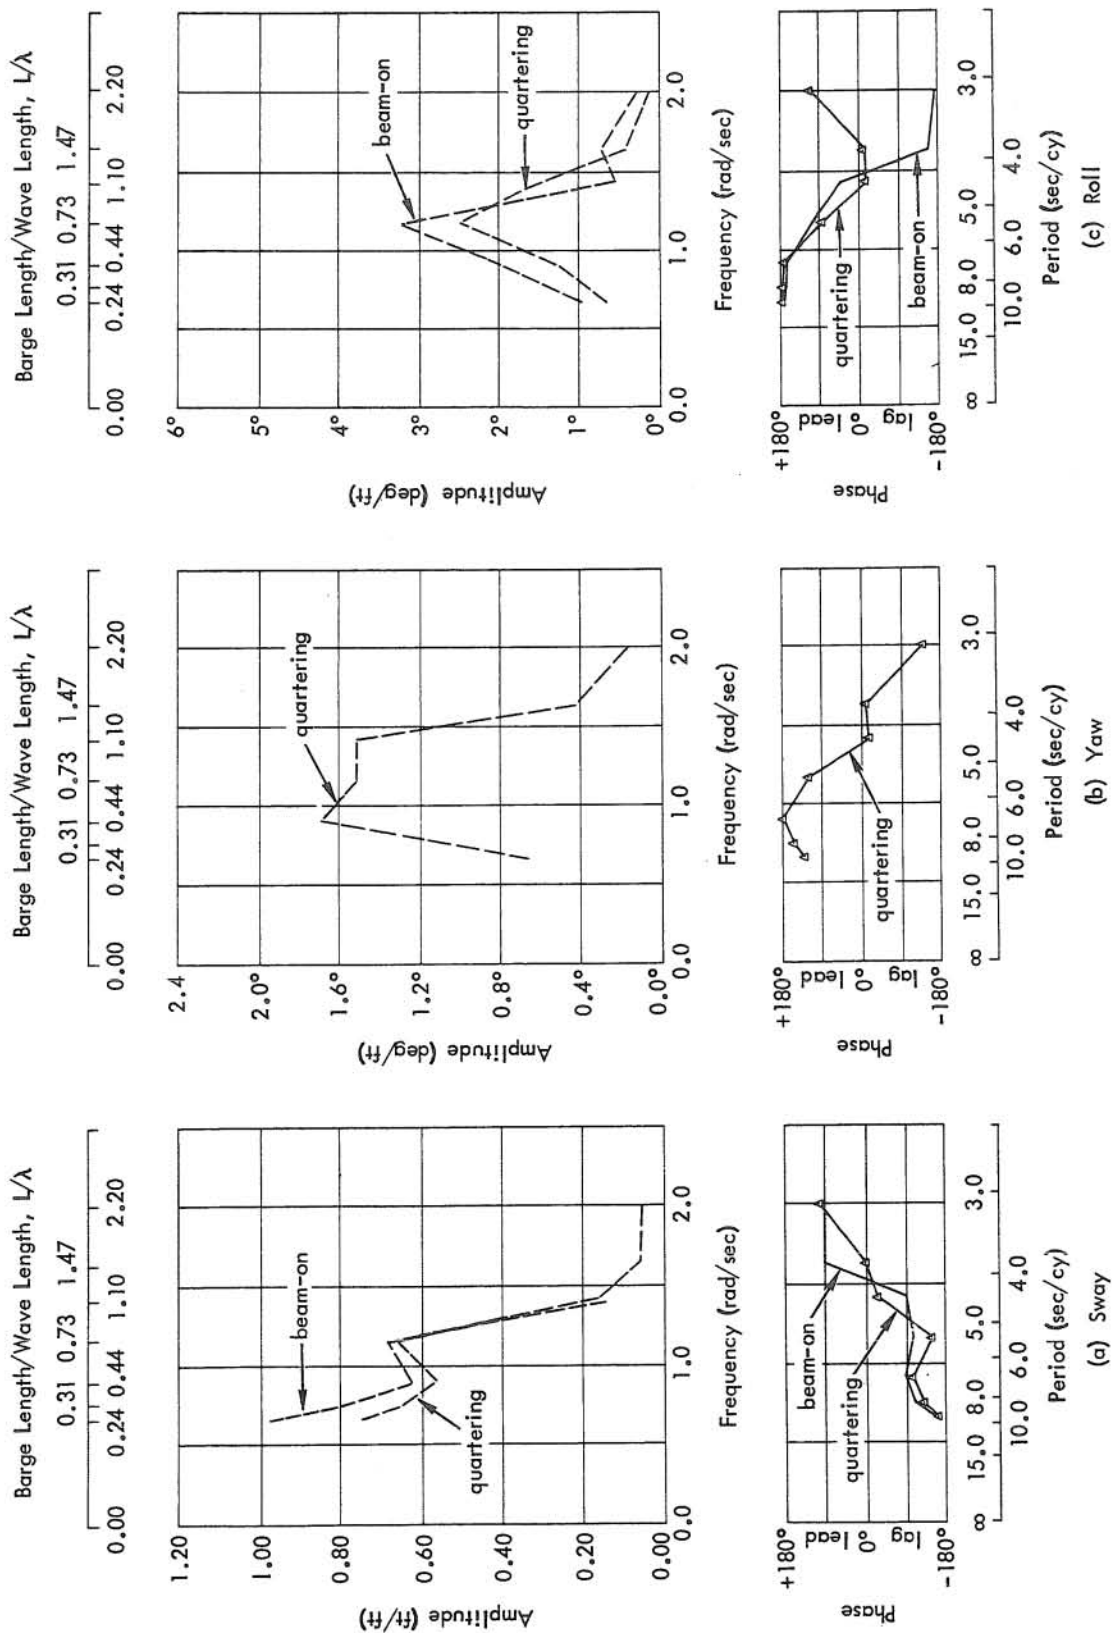 Barge Length/Wave Length, L/λ
0.31 0.73 1.47
0.00 0.24 0.44 1.10 2.20
1.20
1.00
0.80
0.60
0.40
0.20
0.00
Amplitude (ft/ft)
beam-on
quartering
0.0 1.0 2.0
Frequency (rad/sec)
+180°
lead
0°
lag
-180°
Phase
beam-on
quartering
∞ 15.0 8.0 5.0 3.0
10.0 6.0 4.0
Period (sec/cy)
(a) Sway
Barge Length/Wave Length, L/λ
0.31 0.73 1.47
0.00 0.24 0.44 1.10 2.20
2.4
2.0°
1.6°
1.2°
0.8°
0.4°
0.0°
Amplitude (deg/ft)
quartering
0.0 1.0 2.0
Frequency (rad/sec)
+180°
lead
0°
lag
-180°
Phase
quartering
∞ 15.0 8.0 5.0 3.0
10.0 6.0 4.0
Period (sec/cy)
(b) Yaw
Barge Length/Wave Length, L/λ
0.31 0.73 1.47
0.00 0.24 0.44 1.10 2.20
6°
5°
4°
3°
2°
1°
0°
Amplitude (deg/ft)
beam-on
quartering
0.0 1.0 2.0
Frequency (rad/sec)
+180°
lead
0°
lag
-180°
Phase
quartering
beam-on
∞ 15.0 8.0 5.0 3.0
10.0 6.0 4.0
Period (sec/cy)
(c) Roll